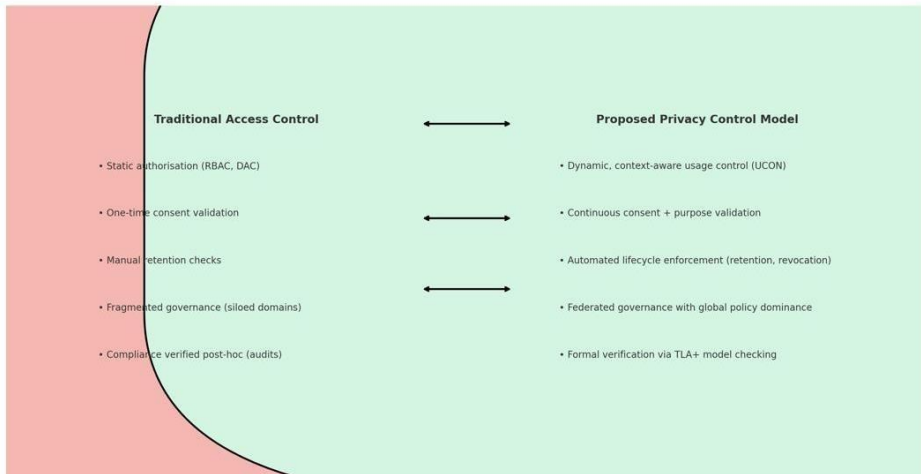 Traditional Access Control
• Static authorisation (RBAC, DAC)
• One-time consent validation
• Manual retention checks
• Fragmented governance (siloed domains)
• Compliance verified post-hoc (audits)
Proposed Privacy Control Model
• Dynamic, context-aware usage control (UCON)
• Continuous consent + purpose validation
• Automated lifecycle enforcement (retention, revocation)
• Federated governance with global policy dominance
• Formal verification via TLA+ model checking